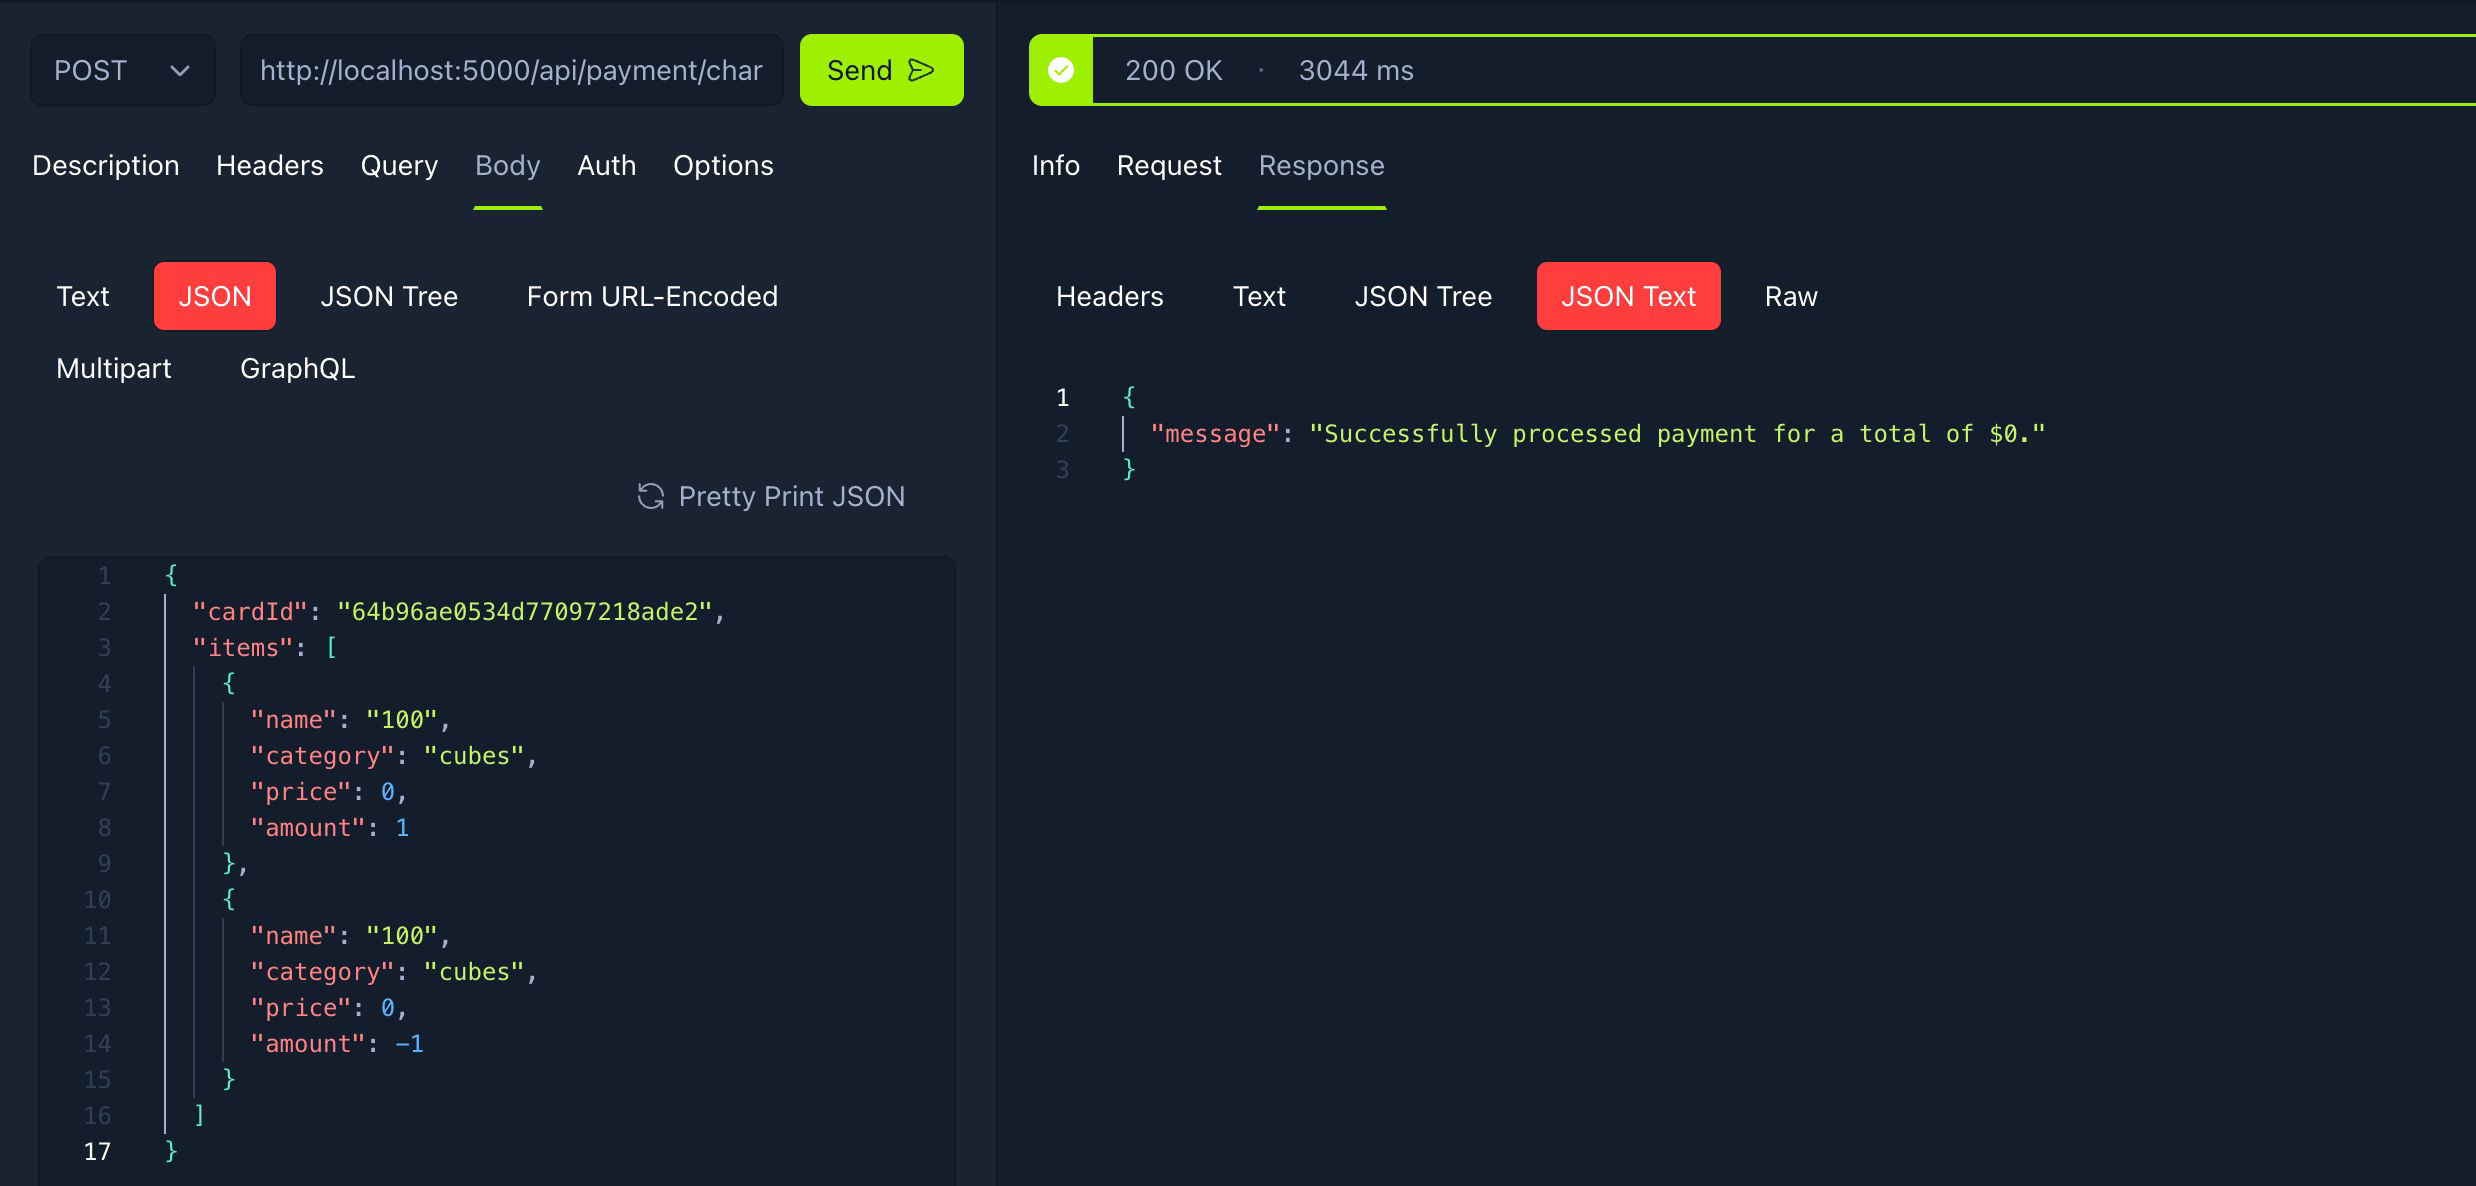 POST
http://localhost:5000/api/payment/char
Send
Description Headers Query Body Auth Options
Text JSON JSON Tree Form URL-Encoded
Multipart GraphQL
Pretty Print JSON
1 {
2 "cardId": "64b96ae0534d77097218ade2",
3 "items": [
4 {
5 "name": "100",
6 "category": "cubes",
7 "price": 0,
8 "amount": 1
9 },
10 {
11 "name": "100",
12 "category": "cubes",
13 "price": 0,
14 "amount": -1
15 }
16 ]
17 }
200 OK · 3044 ms
Info Request Response
Headers Text JSON Tree JSON Text Raw
1 {
2 "message": "Successfully processed payment for a total of $0."
3 }